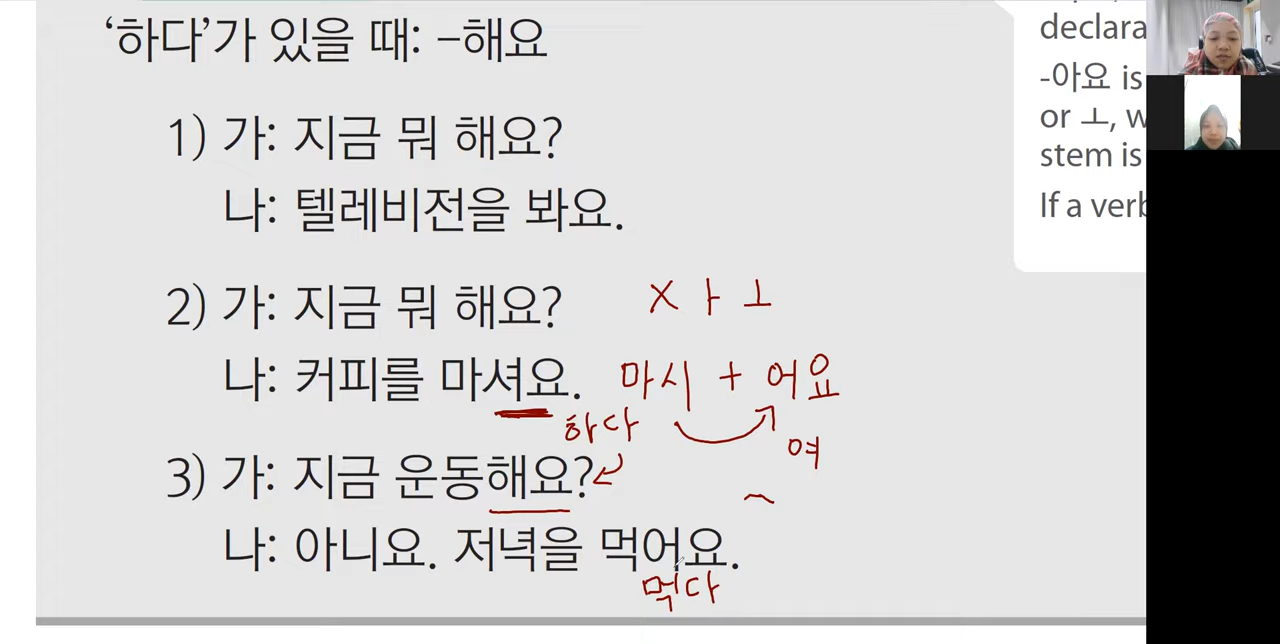 ‘하다’가 있을 때: –해요
declara
-아요 is
or ㅗ, w
stem is
If a verb
1) 가: 지금 뭐 해요?
나: 텔레비전을 봐요.
2) 가: 지금 뭐 해요?
X ㅏ ㅗ
나: 커피를 마셔요.
마시 + 어요
하다
여
3) 가: 지금 운동해요?
나: 아니요. 저녁을 먹어요.
먹다